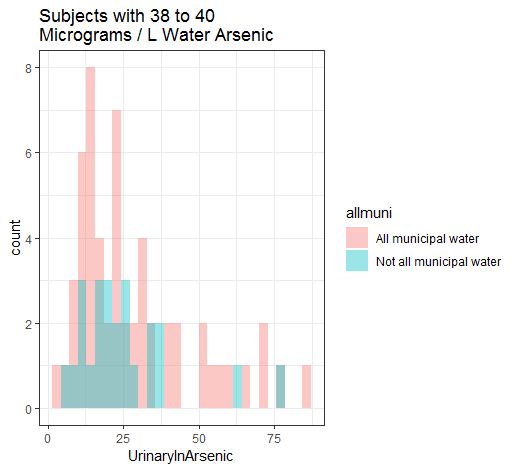 Subjects with 38 to 40
Micrograms / L Water Arsenic
8
6
4
2
0
count
0 25 50 75
UrinaryInArsenic
allmuni
All municipal water
Not all municipal water